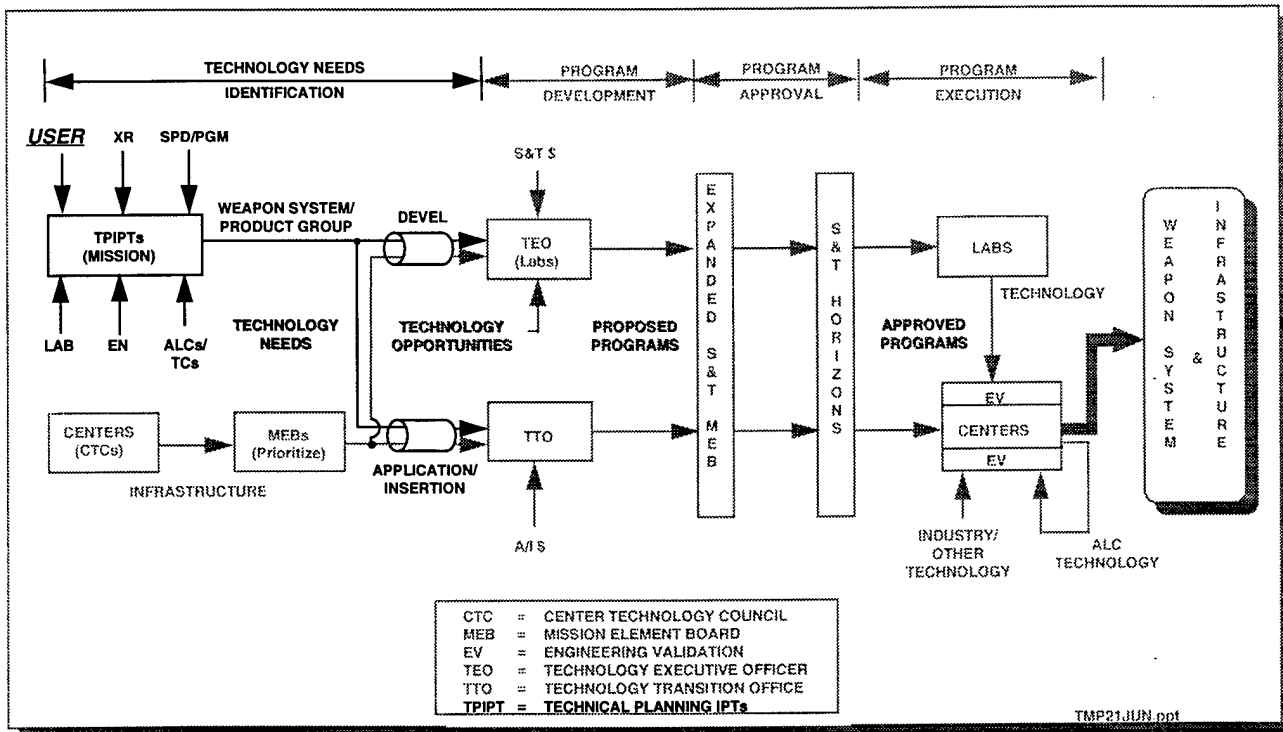 TECHNOLOGY NEEDS
IDENTIFICATION
PROGRAM
DEVELOPMENT
PROGRAM
APPROVAL
PROGRAM
EXECUTION
USER
XR
SPD/PGM
TPIPTs
(MISSION)
LAB
EN
ALCs/
TCs
WEAPON SYSTEM/
PRODUCT GROUP
TECHNOLOGY
NEEDS
DEVEL
S&T $
TEO
(Labs)
TECHNOLOGY
OPPORTUNITIES
PROPOSED
PROGRAMS
EXPANDED S&T MEB
S&T HORIZONS
LABS
TECHNOLOGY
APPROVED
PROGRAMS
EV
CENTERS
EV
WEAPON SYSTEM
&
INFRASTRUCTURE
CENTERS
(CTCs)
INFRASTRUCTURE
MEBs
(Prioritize)
APPLICATION/
INSERTION
TTO
A/I $
INDUSTRY/
OTHER
TECHNOLOGY
ALC
TECHNOLOGY
CTC = CENTER TECHNOLOGY COUNCIL
MEB = MISSION ELEMENT BOARD
EV = ENGINEERING VALIDATION
TEO = TECHNOLOGY EXECUTIVE OFFICER
TTO = TECHNOLOGY TRANSITION OFFICE
TPIPT = TECHNICAL PLANNING IPTs
TMP21JUN.ppt